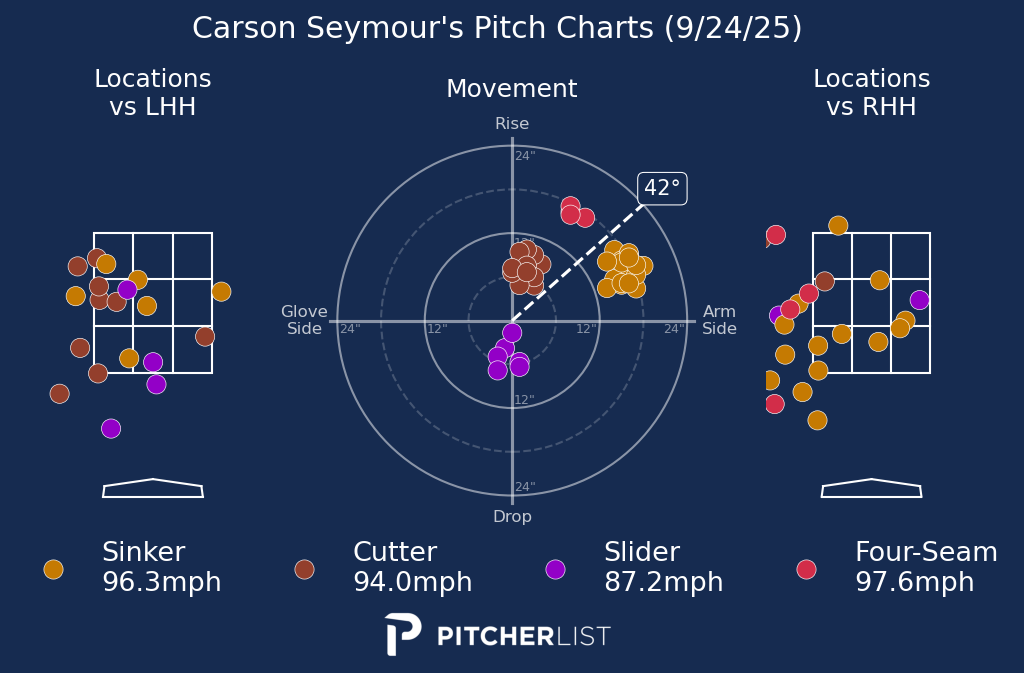 Carson Seymour's Pitch Charts (9/24/25)
Locations
vs LHH
Movement
Locations
vs RHH
Rise
24"
42°
Glove
Side
24"
12"
12"
24"
Arm
Side
12"
24"
Drop
Sinker
96.3mph
Cutter
94.0mph
Slider
87.2mph
Four-Seam
97.6mph
PITCHERLIST